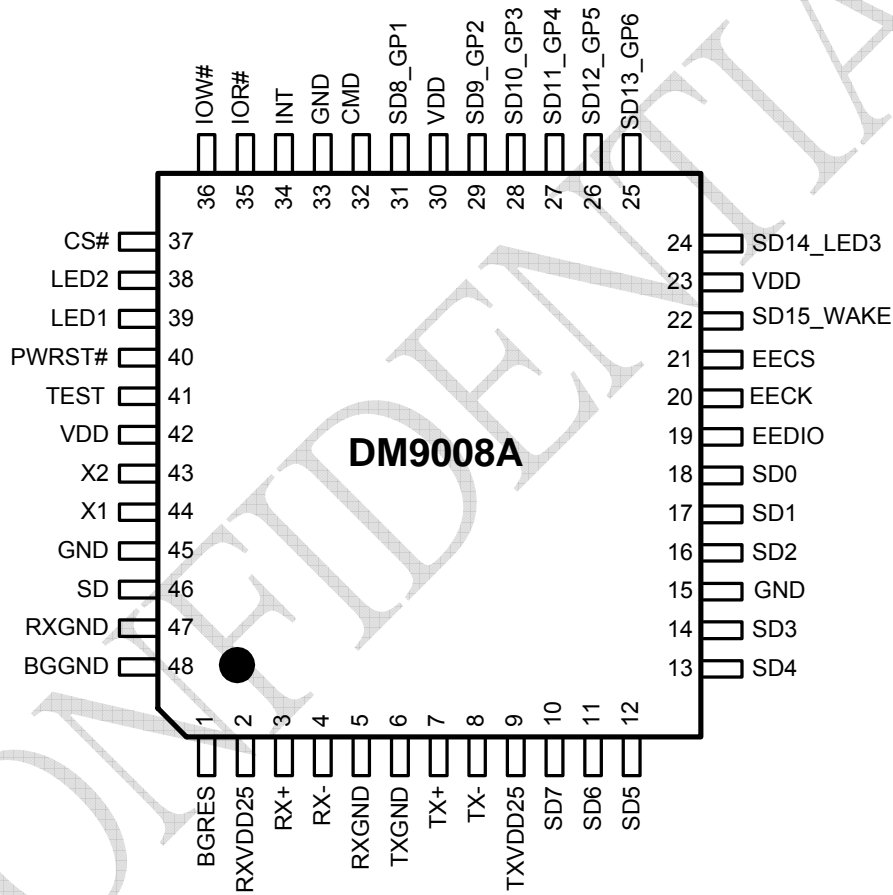 IOW#
IOR#
INT
GND
CMD
SD8_GP1
VDD
SD9_GP2
SD10_GP3
SD11_GP4
SD12_GP5
SD13_GP6
36
35
34
33
32
31
30
29
28
27
26
25
CS# 37
LED2 38
LED1 39
PWRST# 40
TEST 41
VDD 42
X2 43
X1 44
GND 45
SD 46
RXGND 47
BGGND 48
DM9008A
24 SD14_LED3
23 VDD
22 SD15_WAKE
21 EECS
20 EECK
19 EEDIO
18 SD0
17 SD1
16 SD2
15 GND
14 SD3
13 SD4
1
2
3
4
5
6
7
8
9
10
11
12
BGRES
RXVDD25
RX+
RX-
RXGND
TXGND
TX+
TX-
TXVDD25
SD7
SD6
SD5
ONFIDENTIA